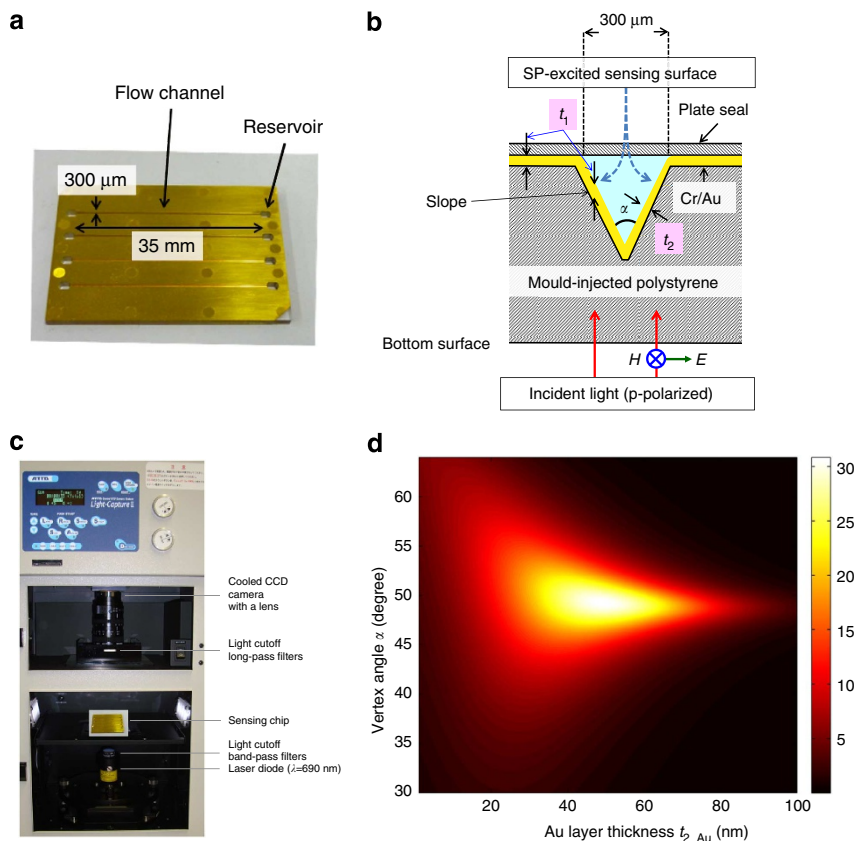 a
Flow channel
Reservoir
300 μm
35 mm
b
300 μm
SP-excited sensing surface
t1
Plate seal
Slope
α
Cr/Au
t2
Mould-injected polystyrene
Bottom surface
H
E
Incident light (p-polarized)
c
Light-Capture
Cooled CCD
camera
with a lens
Light cutoff
long-pass filters
Sensing chip
Light cutoff
band-pass filters
Laser diode (λ=690 nm)
d
Vertex angle α (degree)
60
55
50
45
40
35
30
20
40
60
80
100
Au layer thickness t2_Au (nm)
30
25
20
15
10
5